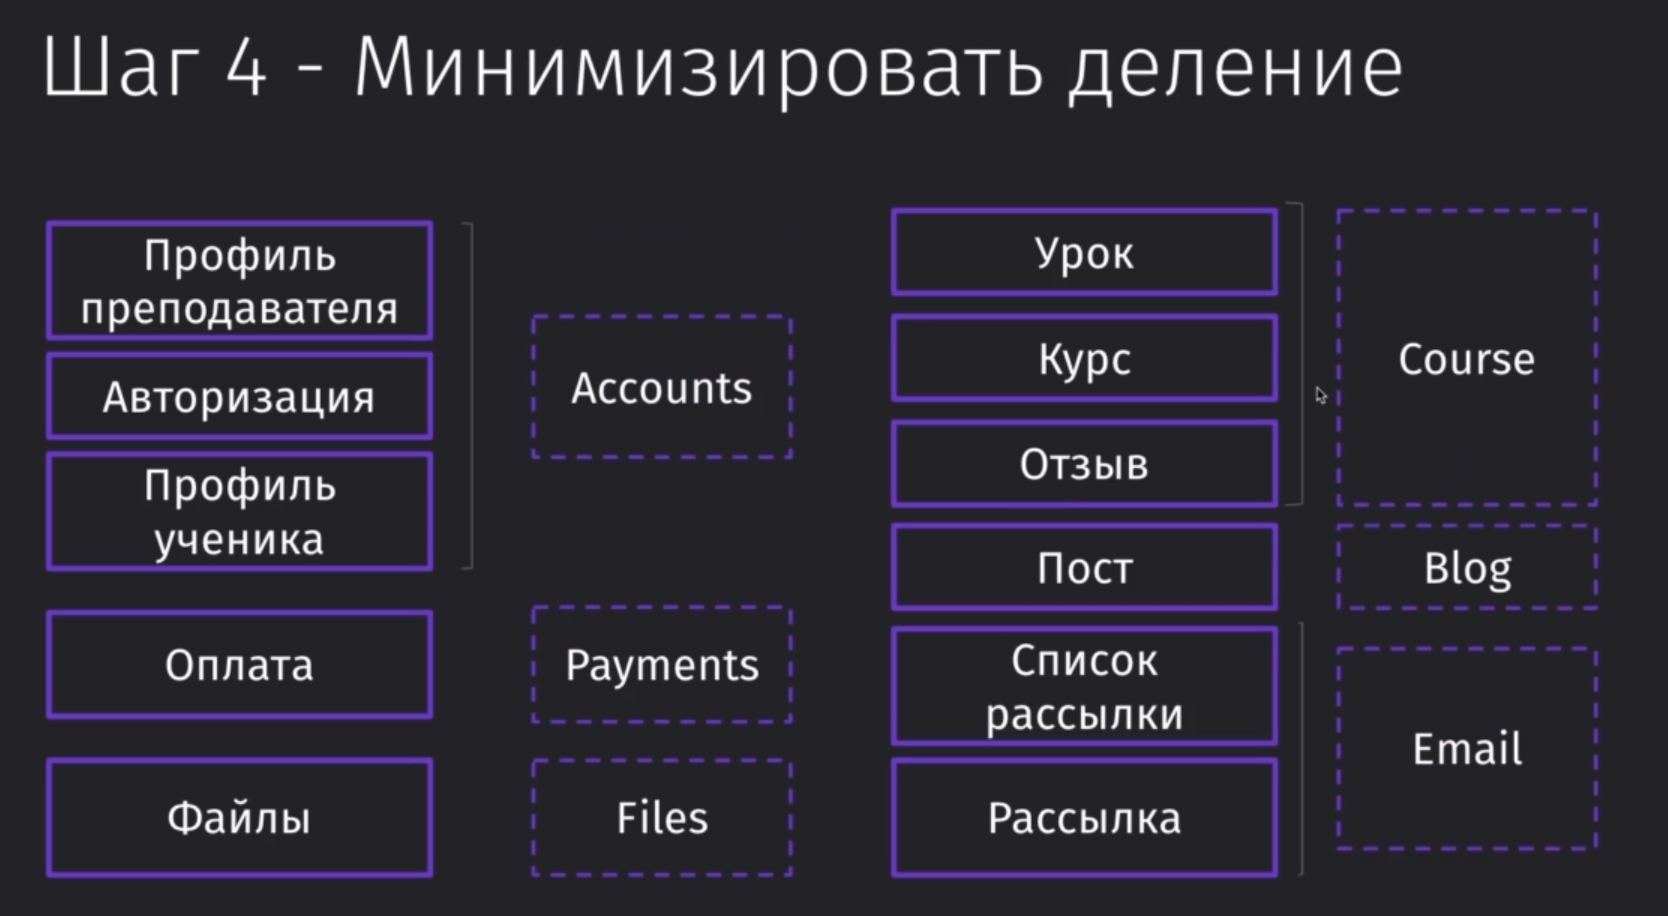 Шаг 4 - Минимизировать деление
Профиль
преподавателя
Авторизация
Профиль
ученика
Accounts
Оплата
Payments
Файлы
Files
Урок
Курс
Отзыв
Course
Пост
Blog
Список
рассылки
Рассылка
Email